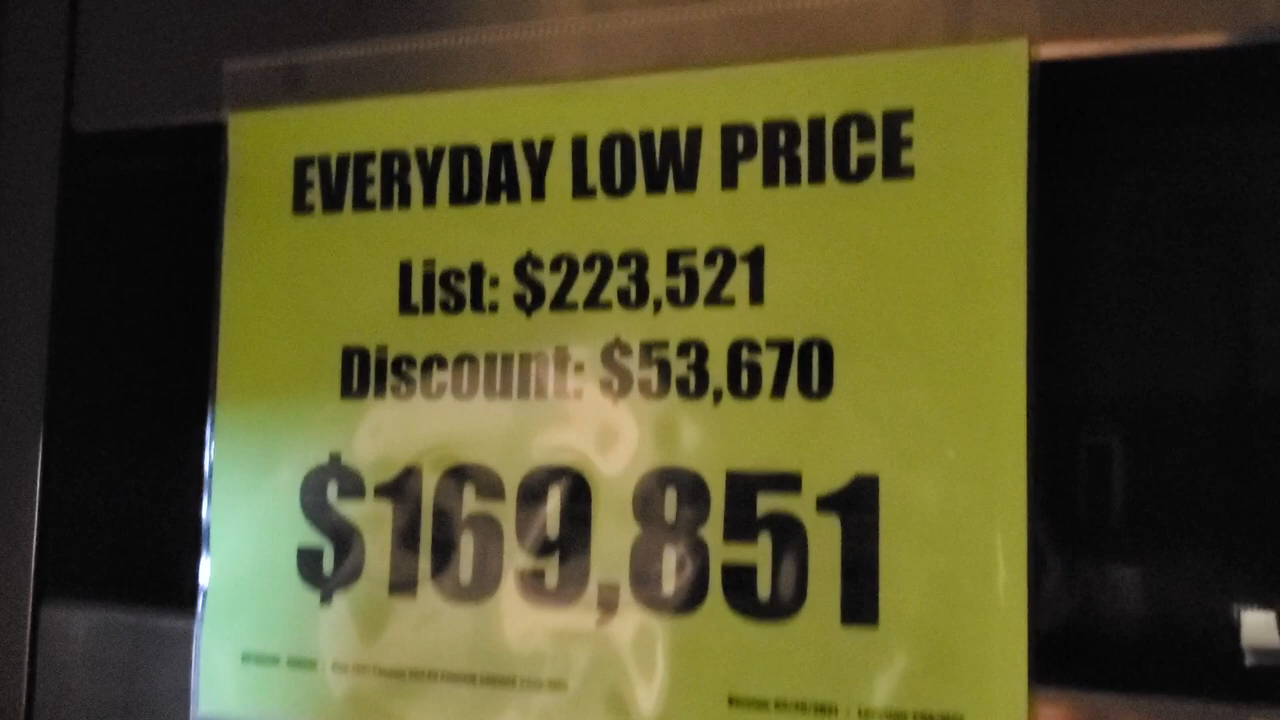 EVERYDAY LOW PRICE
List: $223,521
Discount: $53,670
$169,851